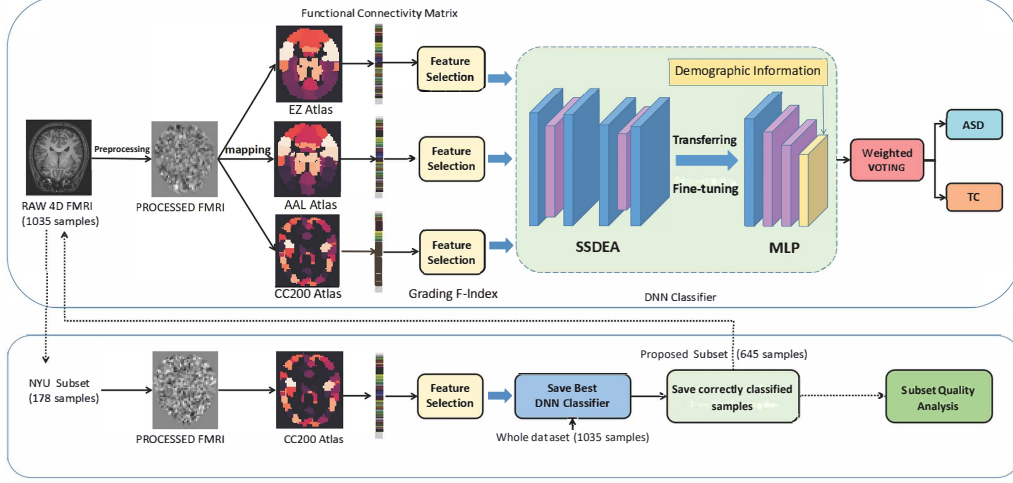 Functional Connectivity Matrix
Feature
Selection
EZ Atlas
Demographic Information
Preprocessing
mapping
RAW 4D FMRI
(1035 samples)
PROCESSED FMRI
Feature
Selection
AAL Atlas
Transferring
Fine-tuning
Weighted
VOTING
ASD
TC
Feature
Selection
CC200 Atlas
Grading F-Index
SSDEA
MLP
DNN Classifier
Proposed Subset (645 samples)
NYU Subset
(178 samples)
PROCESSED FMRI
CC200 Atlas
Feature
Selection
Save Best
DNN Classifier
Whole dataset (1035 samples)
Save correctly classified
samples
Subset Quality
Analysis